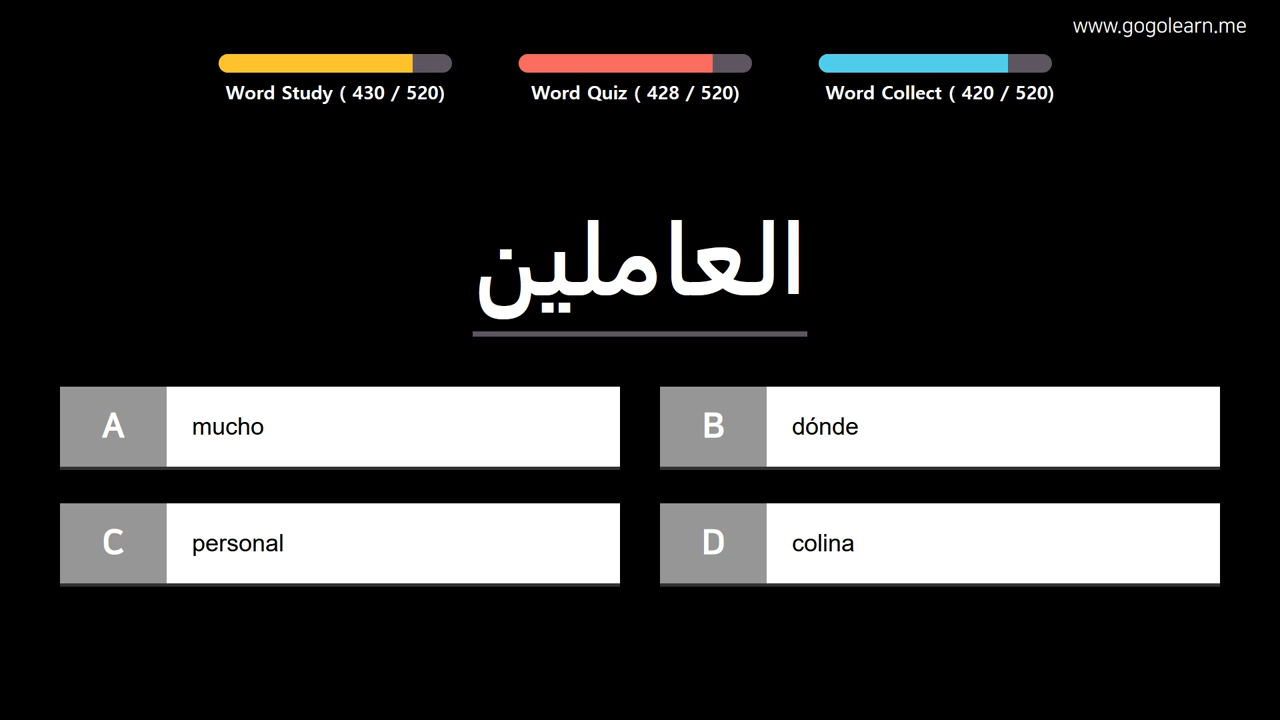 www.gogolearn.me
Word Study ( 430 / 520)
Word Quiz ( 428 / 520)
Word Collect ( 420 / 520)
العاملين
A mucho
B dónde
C personal
D colina